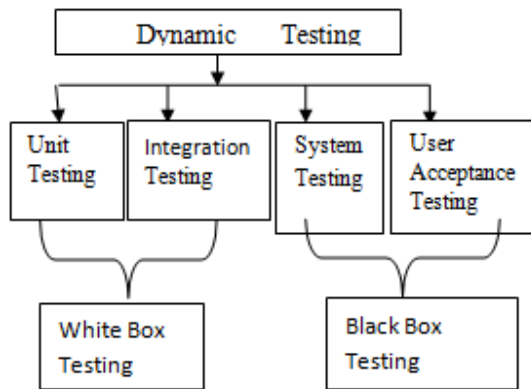 Dynamic Testing
Unit
Testing
Integration
Testing
System
Testing
User
Acceptance
Testing
White Box
Testing
Black Box
Testing